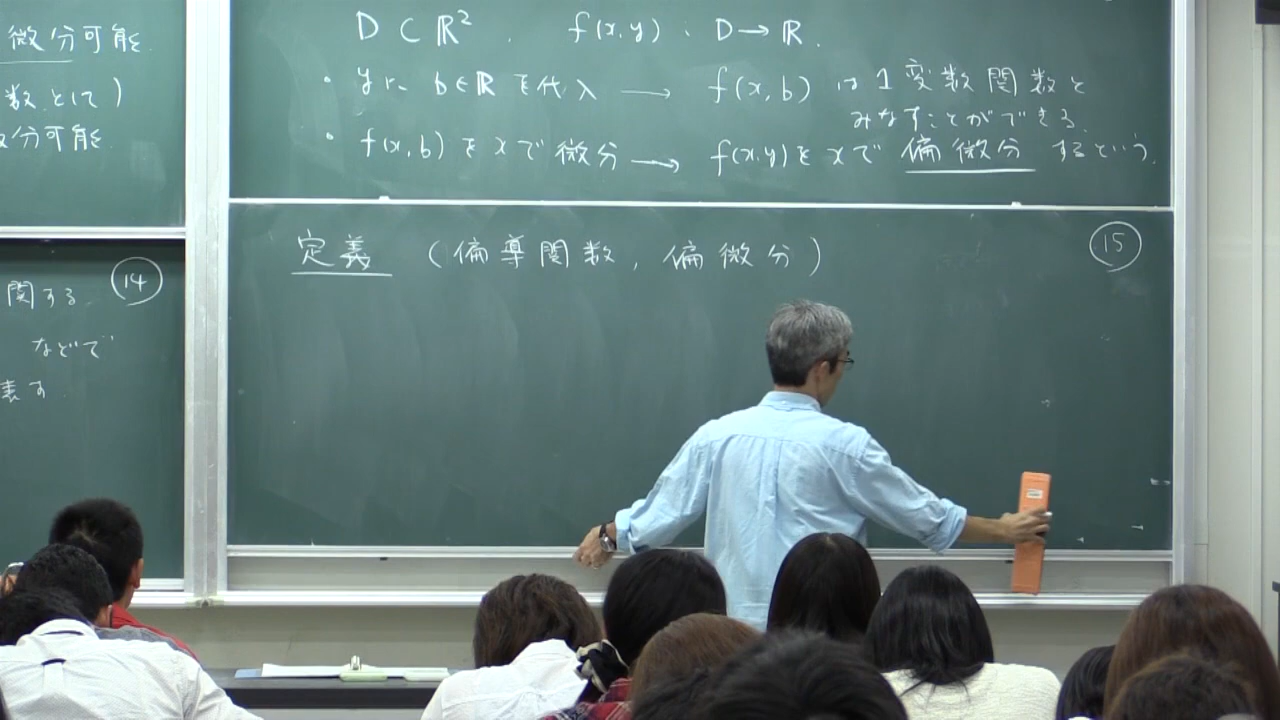 微分可能.
数として)
分可能.
関する
⑭
などで
表す.
D ⊂ ℝ². f(x,y) : D → ℝ.
・ yに b∈ℝ を代入 → f(x,b) は1変数関数と
みなすことができる.
・ f(x,b)をxで微分 → f(x,y)をxで偏微分 するという.
定義 (偏導関数, 偏微分)
⑮